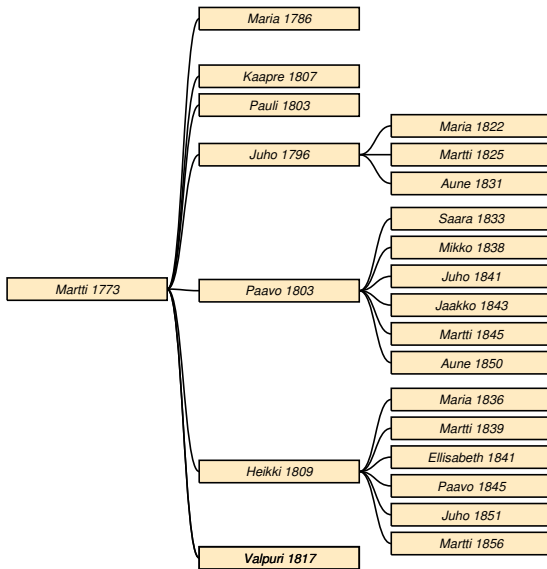 Martti 1773
Maria 1786
Kaapre 1807
Pauli 1803
Juho 1796
Maria 1822
Martti 1825
Aune 1831
Paavo 1803
Saara 1833
Mikko 1838
Juho 1841
Jaakko 1843
Martti 1845
Aune 1850
Heikki 1809
Maria 1836
Martti 1839
Ellisabeth 1841
Paavo 1845
Juho 1851
Martti 1856
Valpuri 1817